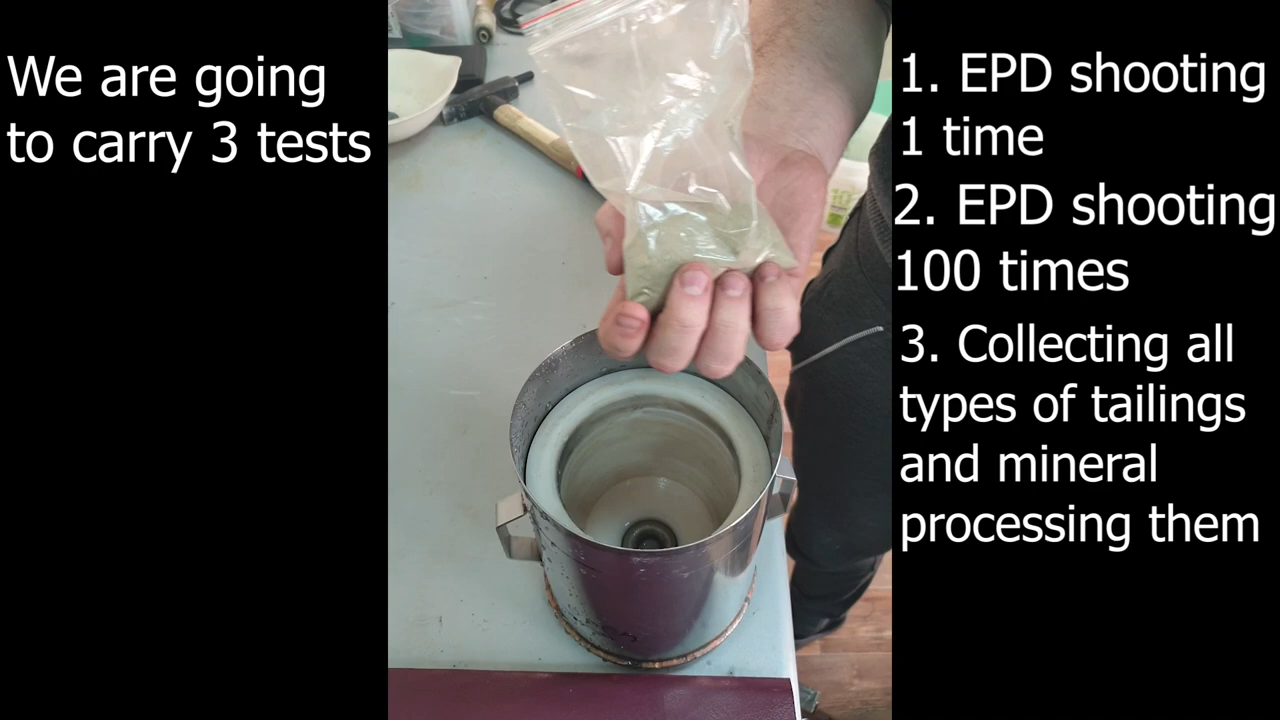 We are going
to carry 3 tests
1. EPD shooting
1 time
2. EPD shooting
100 times
3. Collecting all
types of tailings
and mineral
processing them